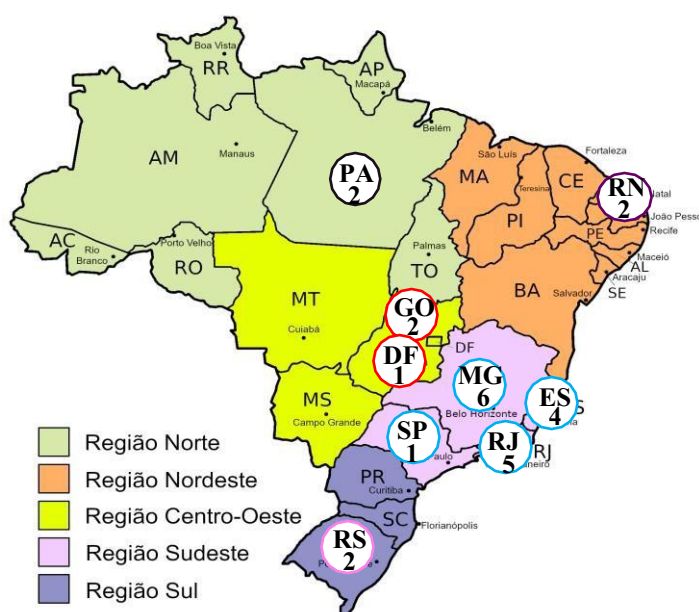 Boa Vista
RR
AP
Macapá
Belém
AM
Manaus
PA
2
São Luís
Fortaleza
MA
Teresina
CE
RN
2
Natal
João Pesso
PI
PE
Recife
AC
Rio
Branco
Porto Velho
RO
Palmas
TO
Maceió
AL
Aracaju
SE
BA
Salvador
MT
Cuiabá
GO
2
DF
DF
1
MG
6
Belo Horizonte
ES
4
S
MS
Campo Grande
SP
1
Paulo
RJ
5
RJ
neiro
PR
Curitiba
SC
Florianópolis
RS
2
Região Norte
Região Nordeste
Região Centro-Oeste
Região Sudeste
Região Sul